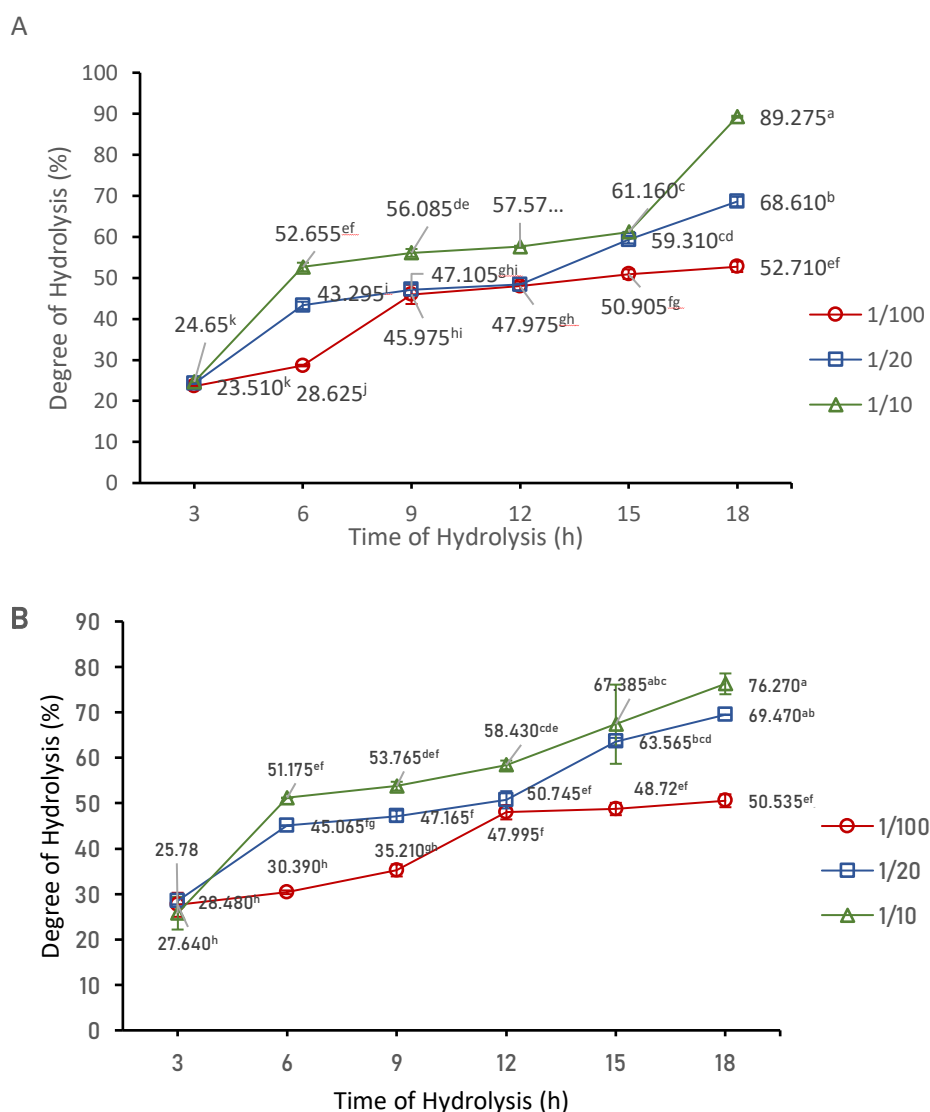 A
Degree of Hydrolysis (%)
100
90
80
70
60
50
40
30
20
10
0
3
6
9
12
15
18
Time of Hydrolysis (h)
24.65ᵏ
23.510ᵏ
28.625ʲ
52.655ᵉᶠ
43.295ⁱ
56.085ᵈᵉ
47.105ᵍʰⁱ
45.975ʰⁱ
57.57...
47.975ᵍʰ
61.160ᶜ
59.310ᶜᵈ
50.905ᶠᵍ
89.275ᵃ
68.610ᵇ
52.710ᵉᶠ
1/100
1/20
1/10
B
Degree of Hydrolysis (%)
90
80
70
60
50
40
30
20
10
0
3
6
9
12
15
18
Time of Hydrolysis (h)
25.78
28.480ʰ
27.640ʰ
51.175ᵉᶠ
45.065ᶠᵍ
30.390ʰ
53.765ᵈᵉᶠ
47.165ᶠ
35.210ᵍʰ
58.430ᶜᵈᵉ
50.745ᵉᶠ
47.995ᶠ
67.385ᵃᵇᶜ
63.565ᵇᶜᵈ
48.72ᵉᶠ
76.270ᵃ
69.470ᵃᵇ
50.535ᵉᶠ
1/100
1/20
1/10